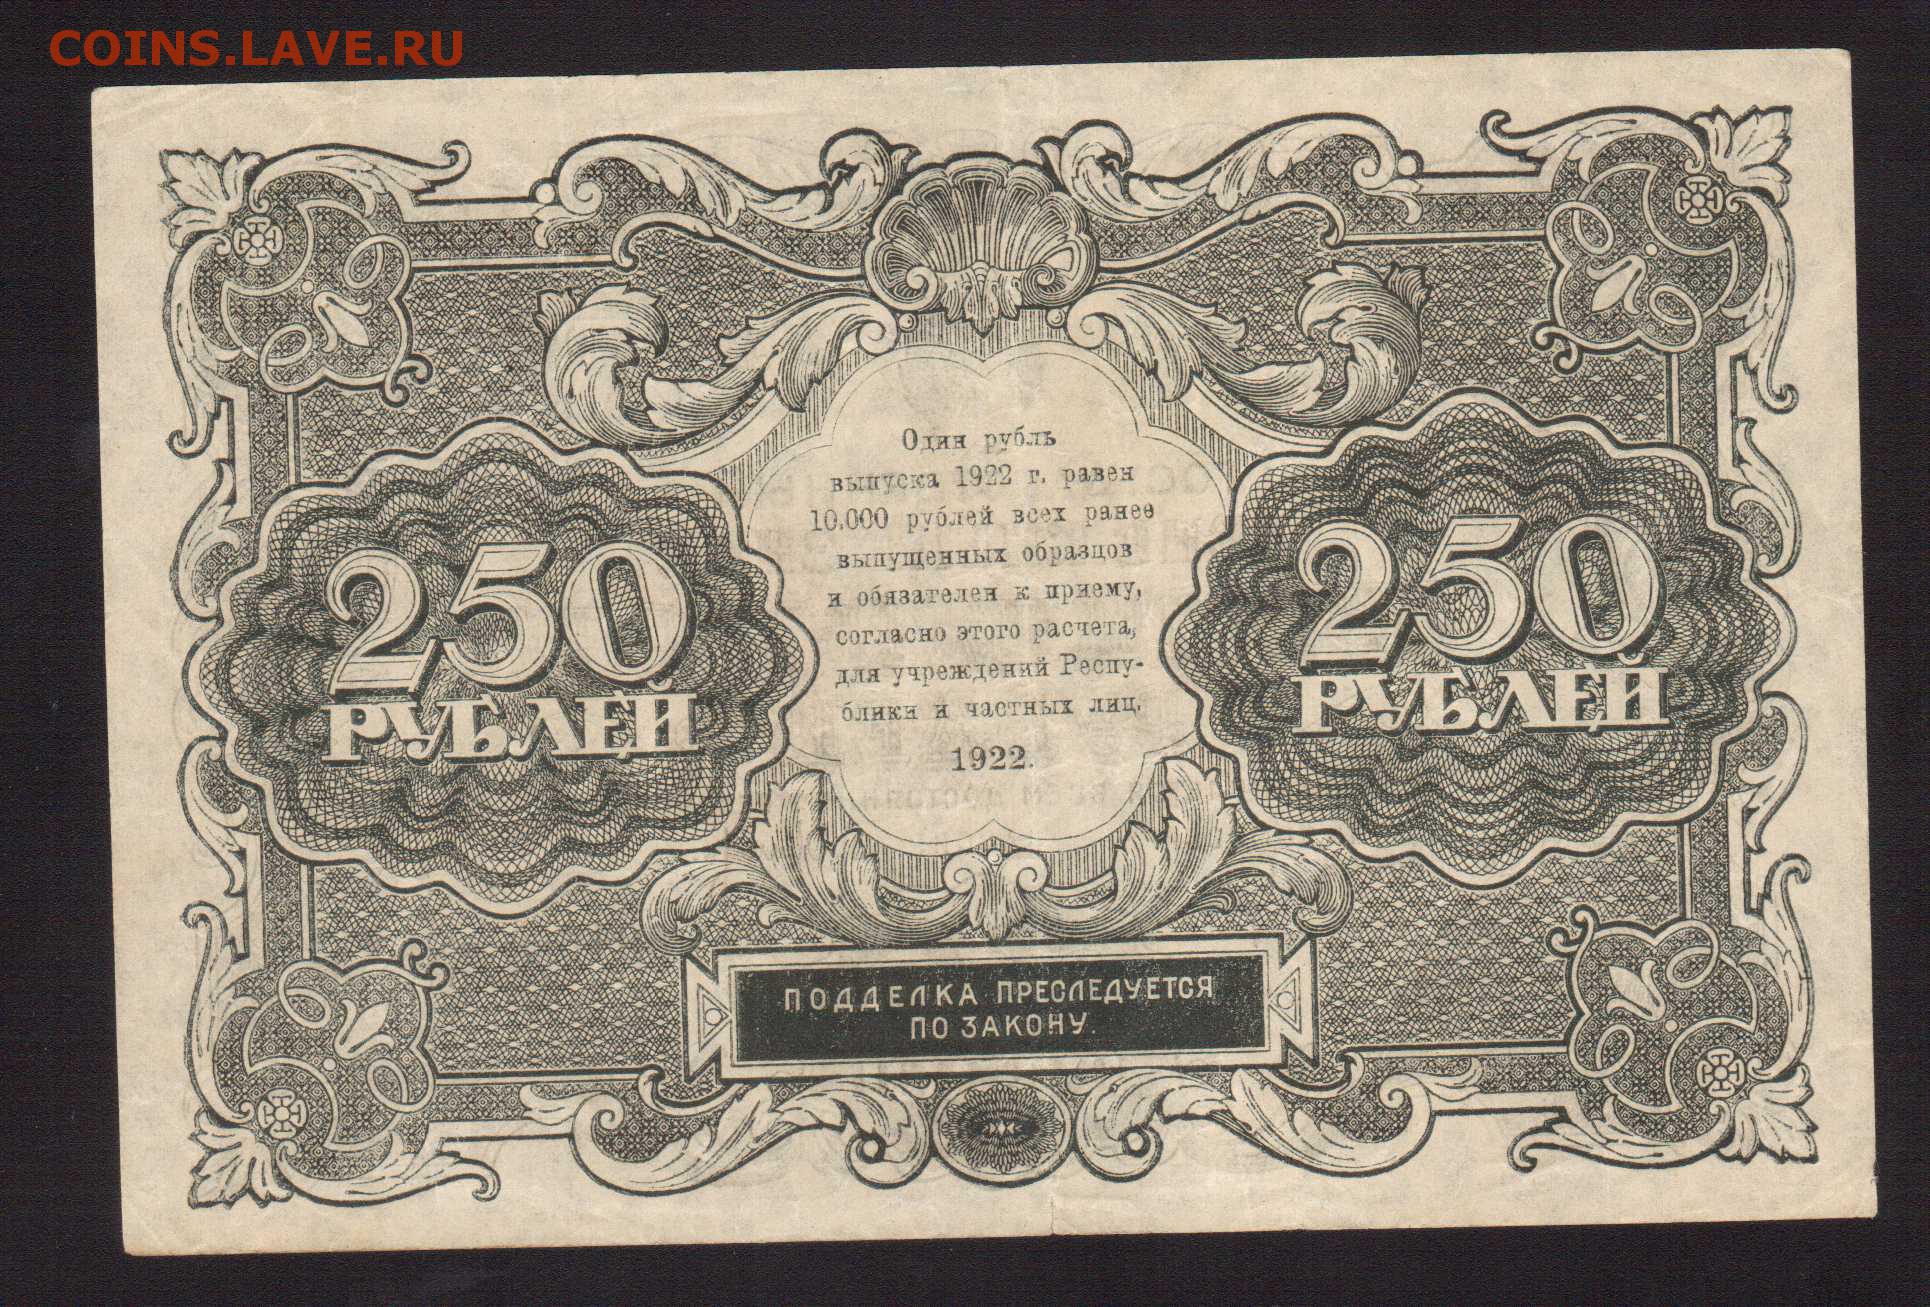 COINS.LAVE.RU
Один рубль
выпуска 1922 г. равен
10.000 рублей всех ранее
выпущенных образцов
и обязателен к приему,
согласно этого расчета,
для учреждений Респу-
блики и частных лиц.
1922.
250
РУБЛЕЙ
250
РУБЛЕЙ
ПОДДЕЛКА ПРЕСЛЕДУЕТСЯ
ПО ЗАКОНУ.